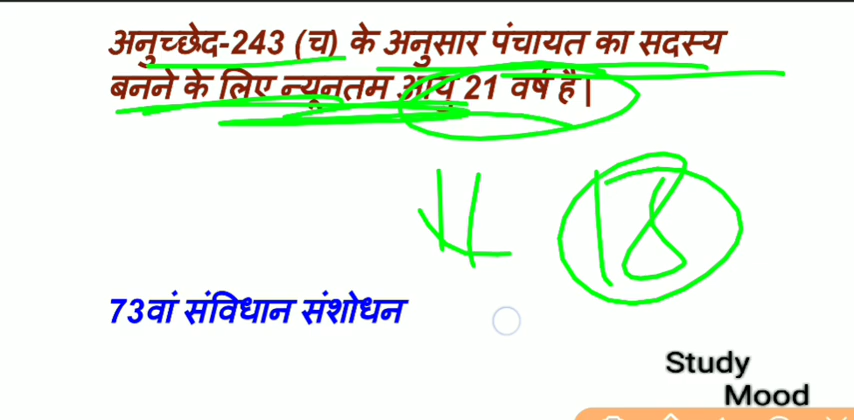 अनुच्छेद-243 (च) के अनुसार पंचायत का सदस्य
बनने के लिए न्यूनतम आयु 21 वर्ष है|
18
73वां संविधान संशोधन
Study
Mood